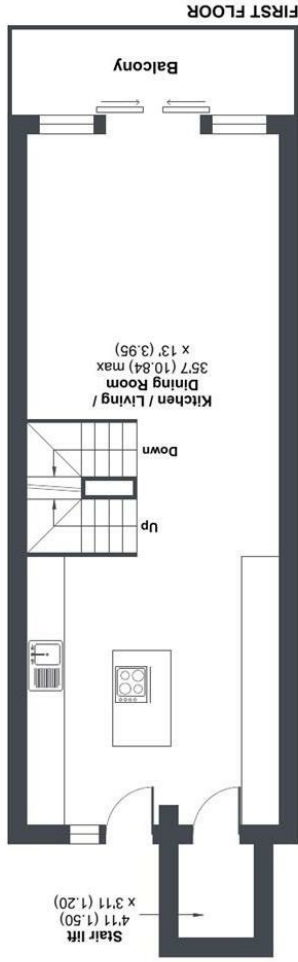 Stair lift
4'11 (1.50)
x 3'11 (1.20)
Up
Down
Kitchen / Living /
Dining Room
35'7 (10.84) max
x 13' (3.95)
Balcony
FIRST FLOOR